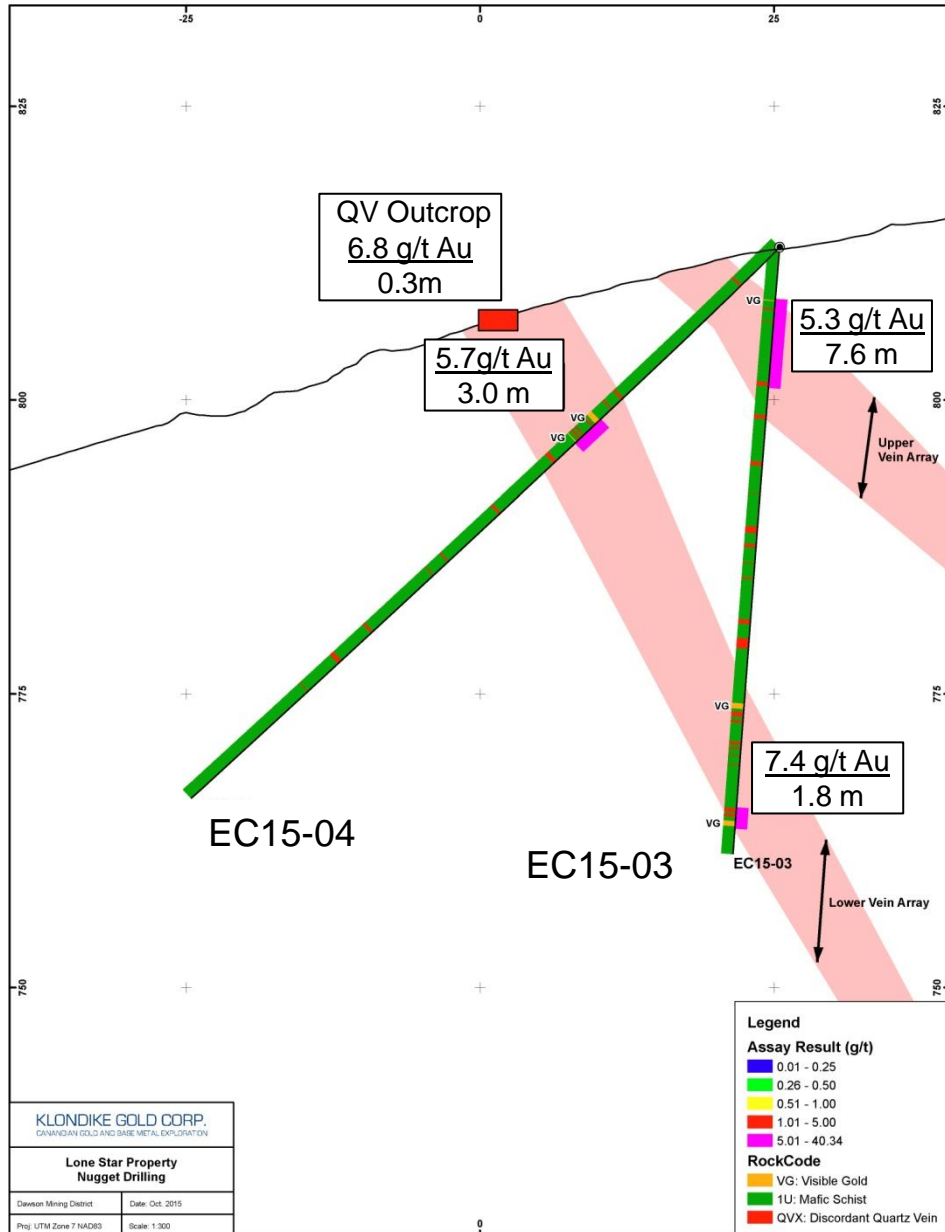 -25
0
25
825
825
QV Outcrop
6.8 g/t Au
0.3m
VG
5.3 g/t Au
7.6 m
5.7g/t Au
3.0 m
800
800
VG
VG
Upper
Vein Array
775
775
VG
7.4 g/t Au
1.8 m
VG
EC15-04
EC15-03
EC15-03
Lower Vein Array
750
750
Legend
Assay Result (g/t)
0.01 - 0.25
0.26 - 0.50
0.51 - 1.00
1.01 - 5.00
5.01 - 40.34
RockCode
VG: Visible Gold
1U: Mafic Schist
QVX: Discordant Quartz Vein
KLONDIKE GOLD CORP.
CANANDIAN GOLD AND BASE METAL EXPLORATION
Lone Star Property
Nugget Drilling
Dawson Mining District
Date: Oct. 2015
Proj: UTM Zone 7 NAD83
Scale: 1:300
0